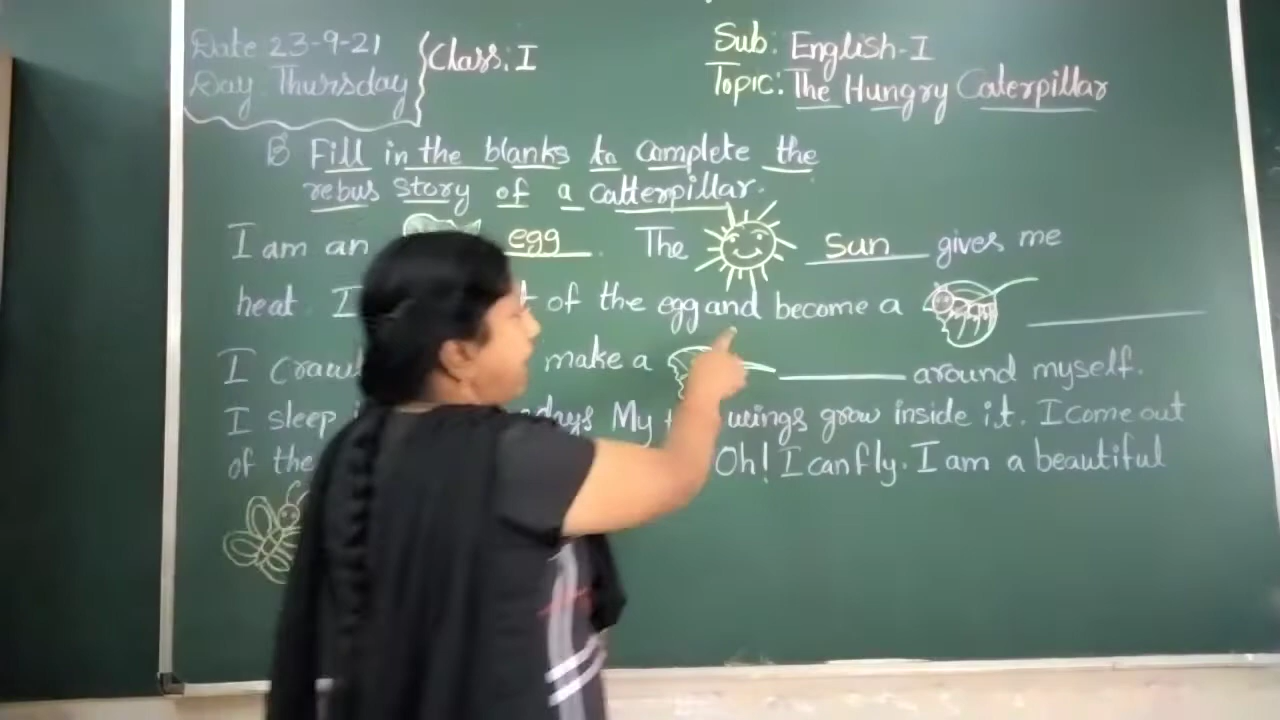 Date 23-9-21
Day: Thursday
Class: I
Sub: English-I
Topic: The Hungry Caterpillar
B Fill in the blanks to complete the
rebus story of a catterpillar.
I am an egg. The Sun gives me
heat. I of the egg and become a
I make a around myself.
I sleep days My wings grow inside it. I come out
of the Oh! I can fly. I am a beautiful